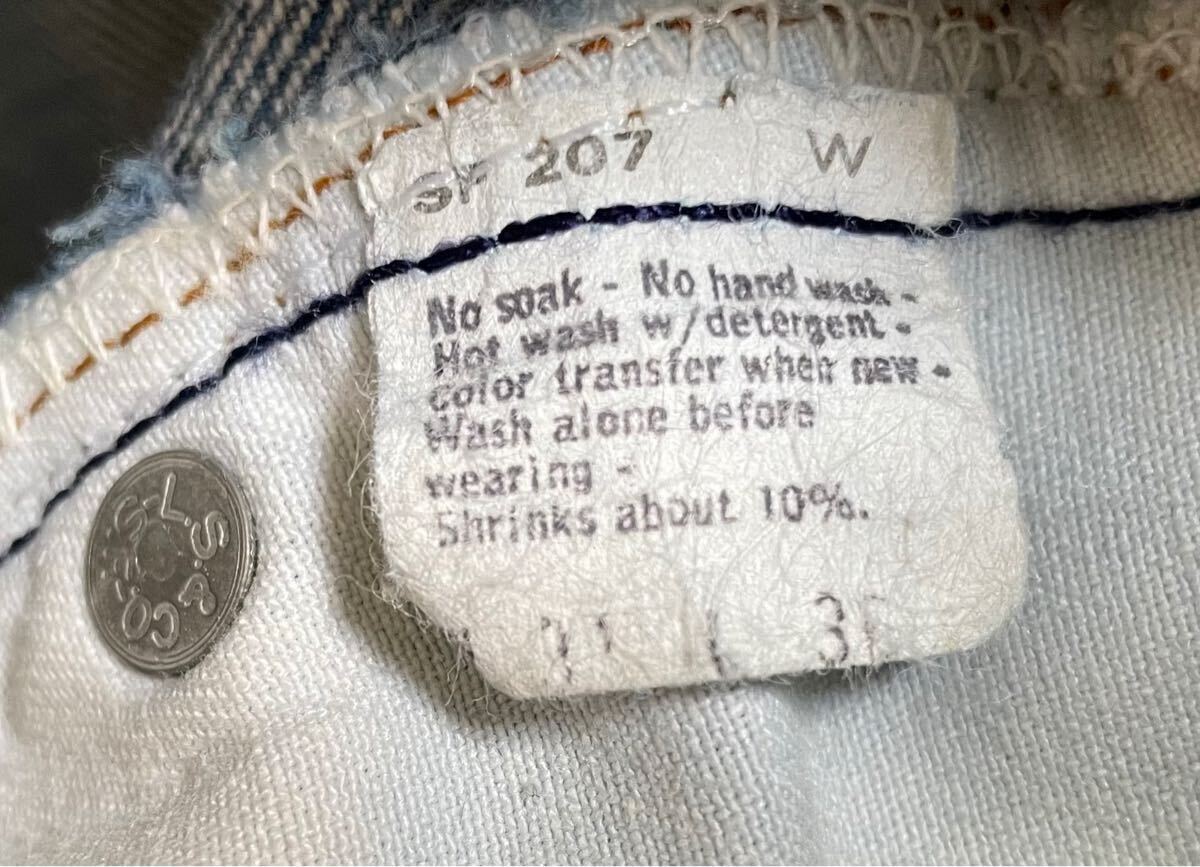 SF 207 W
No soak - No hand wash -
Hot wash w/detergent -
color transfer when new -
Wash alone before
wearing -
Shrinks about 10%.
L.S. & CO.